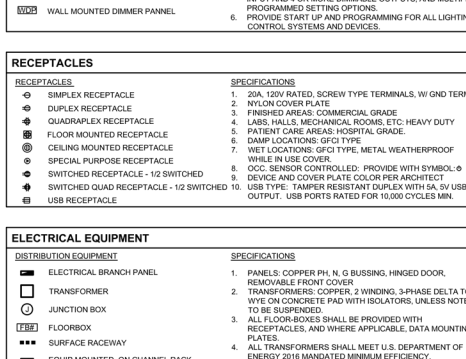 WDP WALL MOUNTED DIMMER PANNEL
PROGRAMMED SETTING OPTIONS.
6. PROVIDE START UP AND PROGRAMMING FOR ALL
CONTROL SYSTEMS AND DEVICES.
RECEPTACLES
RECEPTACLES
SIMPLEX RECEPTACLE
DUPLEX RECEPTACLE
QUADRAPLEX RECEPTACLE
FLOOR MOUNTED RECEPTACLE
CEILING MOUNTED RECEPTACLE
SPECIAL PURPOSE RECEPTACLE
SWITCHED RECEPTACLE - 1/2 SWITCHED
SWITCHED QUAD RECEPTACLE - 1/2 SWITCHED
USB RECEPTACLE
SPECIFICATIONS
1. 20A, 120V RATED, SCREW TYPE TERMINALS, W/ GND TERM
2. NYLON COVER PLATE
3. FINISHED AREAS: COMMERCIAL GRADE
4. LABS, HALLS, MECHANICAL ROOMS, ETC: HEAVY DUTY
5. PATIENT CARE AREAS: HOSPITAL GRADE.
6. DAMP LOCATIONS: GFCI TYPE
7. WET LOCATIONS: GFCI TYPE, METAL WEATHERPROOF
WHILE IN USE COVER.
8. OCC. SENSOR CONTROLLED: PROVIDE WITH SYMBOL:
9. DEVICE AND COVER PLATE COLOR PER ARCHITECT
10. USB TYPE: TAMPER RESISTANT DUPLEX WITH 5A, 5V USB
OUTPUT. USB PORTS RATED FOR 10,000 CYCLES MIN.
ELECTRICAL EQUIPMENT
DISTRIBUTION EQUIPMENT
ELECTRICAL BRANCH PANEL
TRANSFORMER
J JUNCTION BOX
FB# FLOORBOX
SURFACE RACEWAY
EQUIP MOUNTED ON CHANNEL RACK
SPECIFICATIONS
1. PANELS: COPPER PH, N, G BUSSING, HINGED DOOR,
REMOVABLE FRONT COVER
2. TRANSFORMERS: COPPER, 2 WINDING, 3-PHASE DELTA
WYE ON CONCRETE PAD WITH ISOLATORS, UNLESS
TO BE SUSPENDED.
3. ALL FLOOR-BOXES SHALL BE PROVIDED WITH
RECEPTACLES, AND WHERE APPLICABLE, DATA
PLATES.
4. ALL TRANSFORMERS SHALL MEET U.S. DEPARTMENT OF
ENERGY 2016 MANDATED MINIMUM EFFICIENCY.